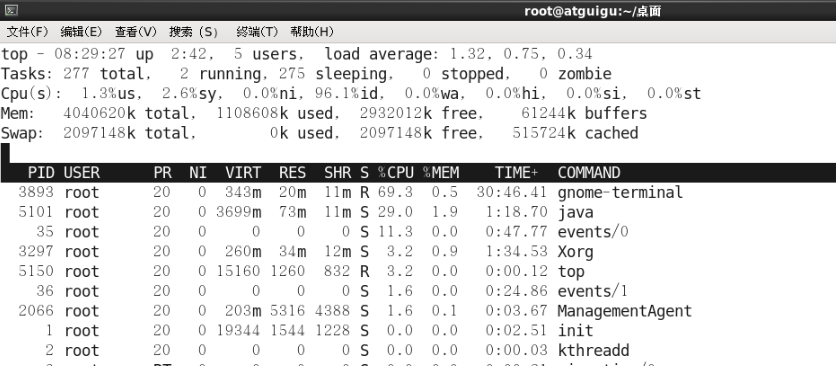 root@atguigu:~/桌面
文件(F) 编辑(E) 查看(V) 搜索 (S) 终端(T) 帮助(H)
top - 08:29:27 up  2:42,  5 users,  load average: 1.32, 0.75, 0.34
Tasks: 277 total,   2 running, 275 sleeping,   0 stopped,   0 zombie
Cpu(s):  1.3%us,  2.6%sy,  0.0%ni, 96.1%id,  0.0%wa,  0.0%hi,  0.0%si,  0.0%st
Mem:   4040620k total,  1108608k used,  2932012k free,    61244k buffers
Swap:  2097148k total,        0k used,  2097148k free,   515724k cached
PID USER      PR  NI  VIRT  RES  SHR S %CPU %MEM    TIME+  COMMAND
3893 root      20   0  343m  20m  11m R 69.3  0.5  30:46.41 gnome-terminal
5101 root      20   0 3699m  73m  11m S 29.0  1.9   1:18.70 java
35 root      20   0     0    0    0 S 11.3  0.0   0:47.77 events/0
3297 root      20   0  260m  34m  12m S  3.2  0.9   1:34.53 Xorg
5150 root      20   0 15160 1260  832 R  3.2  0.0   0:00.12 top
36 root      20   0     0    0    0 S  1.6  0.0   0:24.86 events/1
2066 root      20   0  203m 5316 4388 S  1.6  0.1   0:03.67 ManagementAgent
1 root      20   0 19344 1544 1228 S  0.0  0.0   0:02.51 init
2 root      20   0     0    0    0 S  0.0  0.0   0:00.03 kthreadd